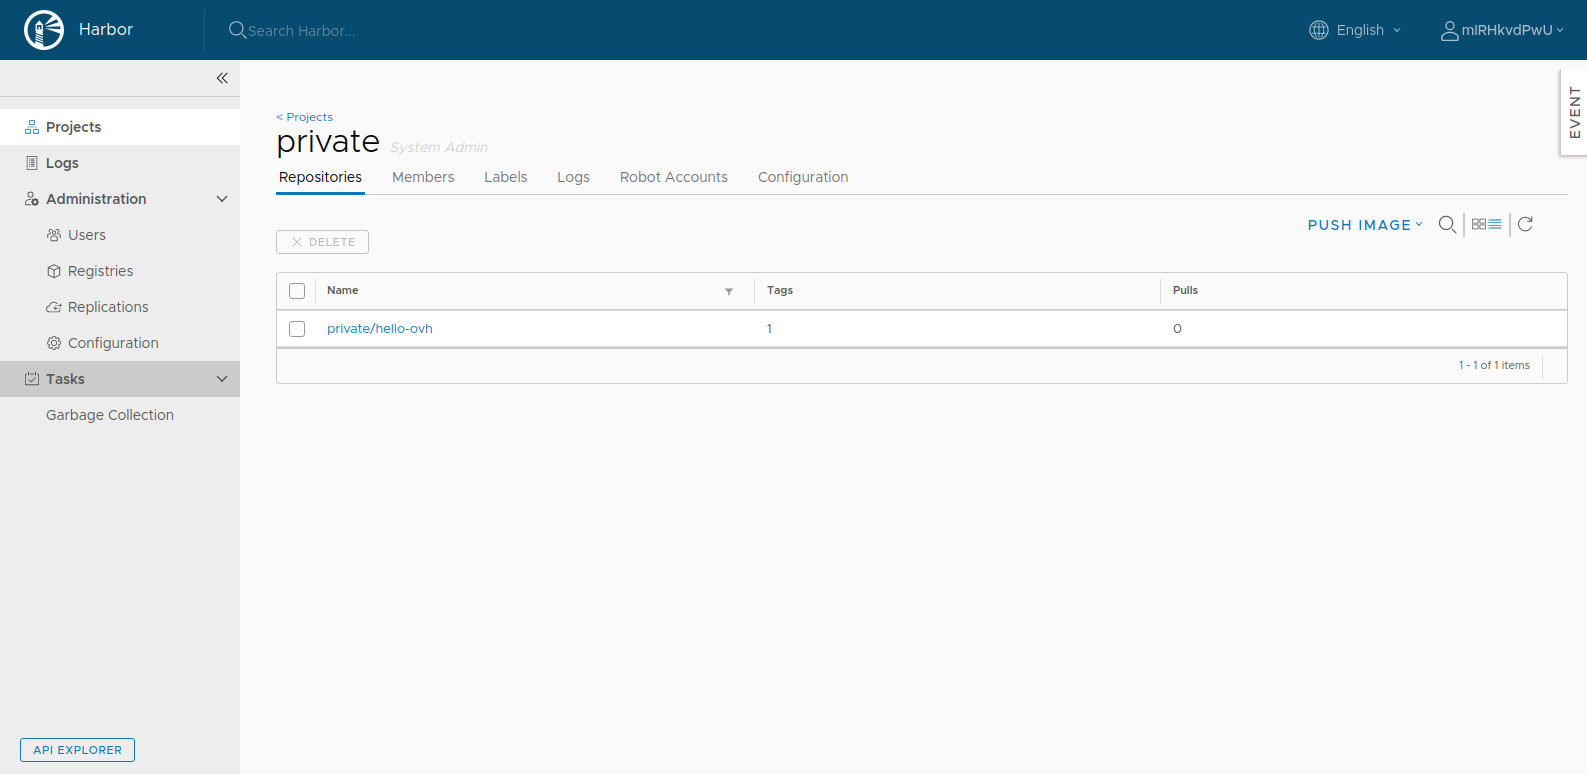 Harbor
Search Harbor...
English
mIRHkvdPwU
Projects
Logs
Administration
Users
Registries
Replications
Configuration
Tasks
Garbage Collection
API EXPLORER
EVENT
< Projects
private System Admin
Repositories Members Labels Logs Robot Accounts Configuration
PUSH IMAGE
DELETE
Name Tags Pulls
private/hello-ovh 1 0
1 - 1 of 1 items